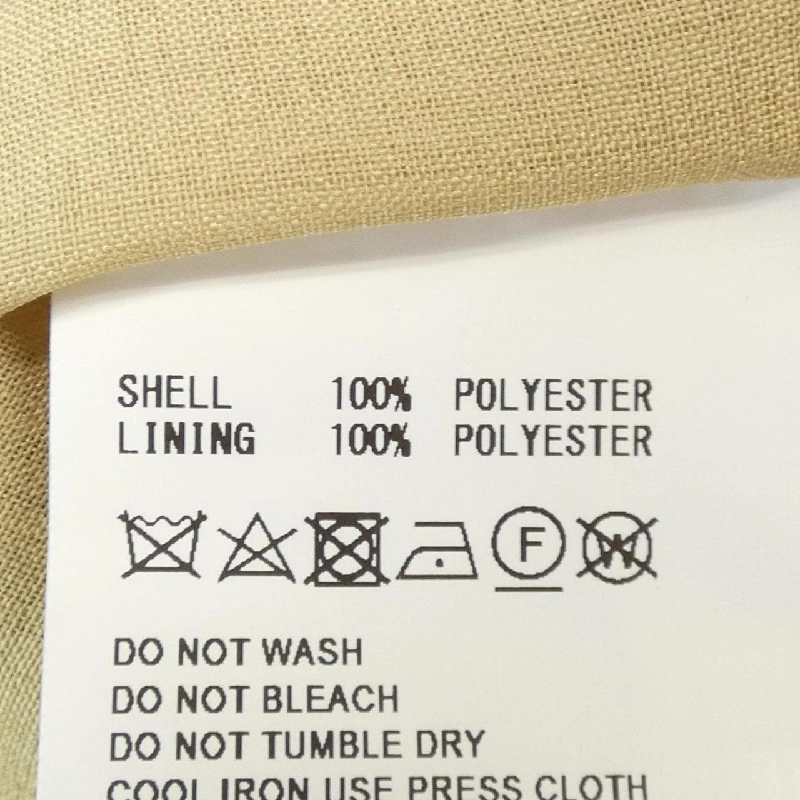 SHELL 100% POLYESTER
LINING 100% POLYESTER
F W
DO NOT WASH
DO NOT BLEACH
DO NOT TUMBLE DRY
COOL IRON USE PRESS CLOTH